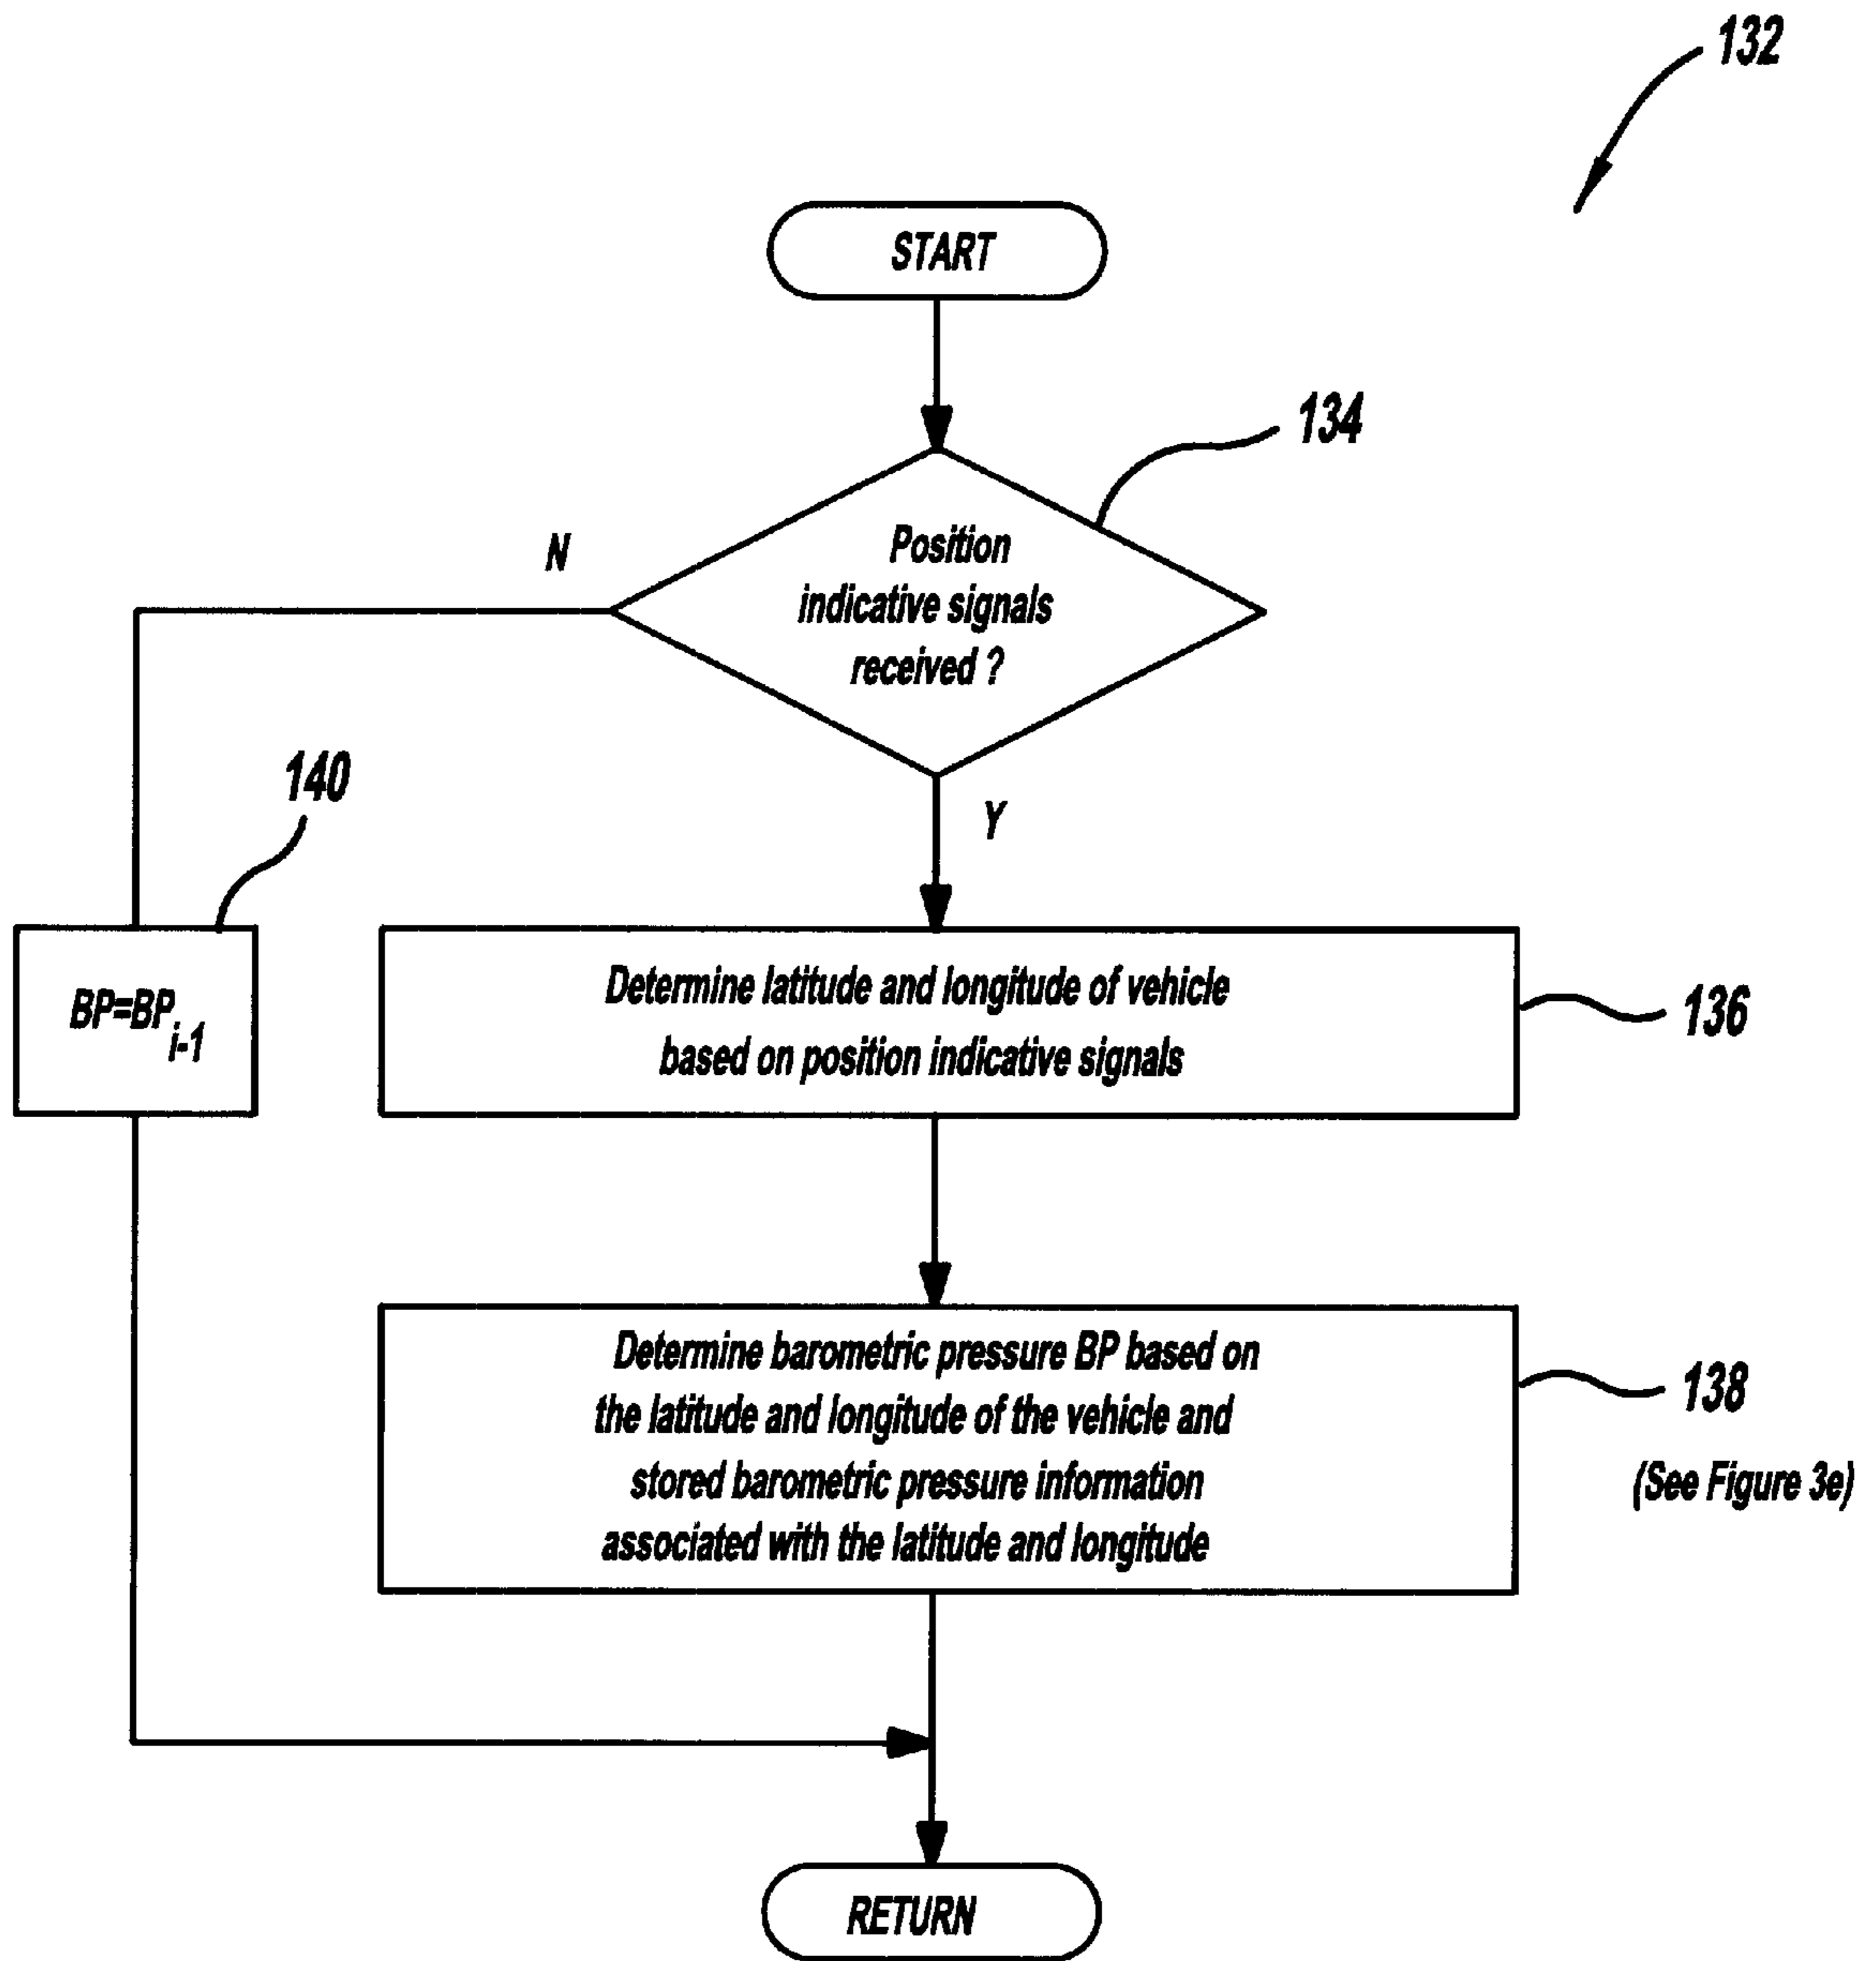 132
START
134
N
Position
indicative signals
received ?
140
Y
BP=BP i-1
Determine latitude and longitude of vehicle
based on position indicative signals
136
Determine barometric pressure BP based on
the latitude and longitude of the vehicle and
stored barometric pressure information
associated with the latitude and longitude
138
(See Figure 3e)
RETURN